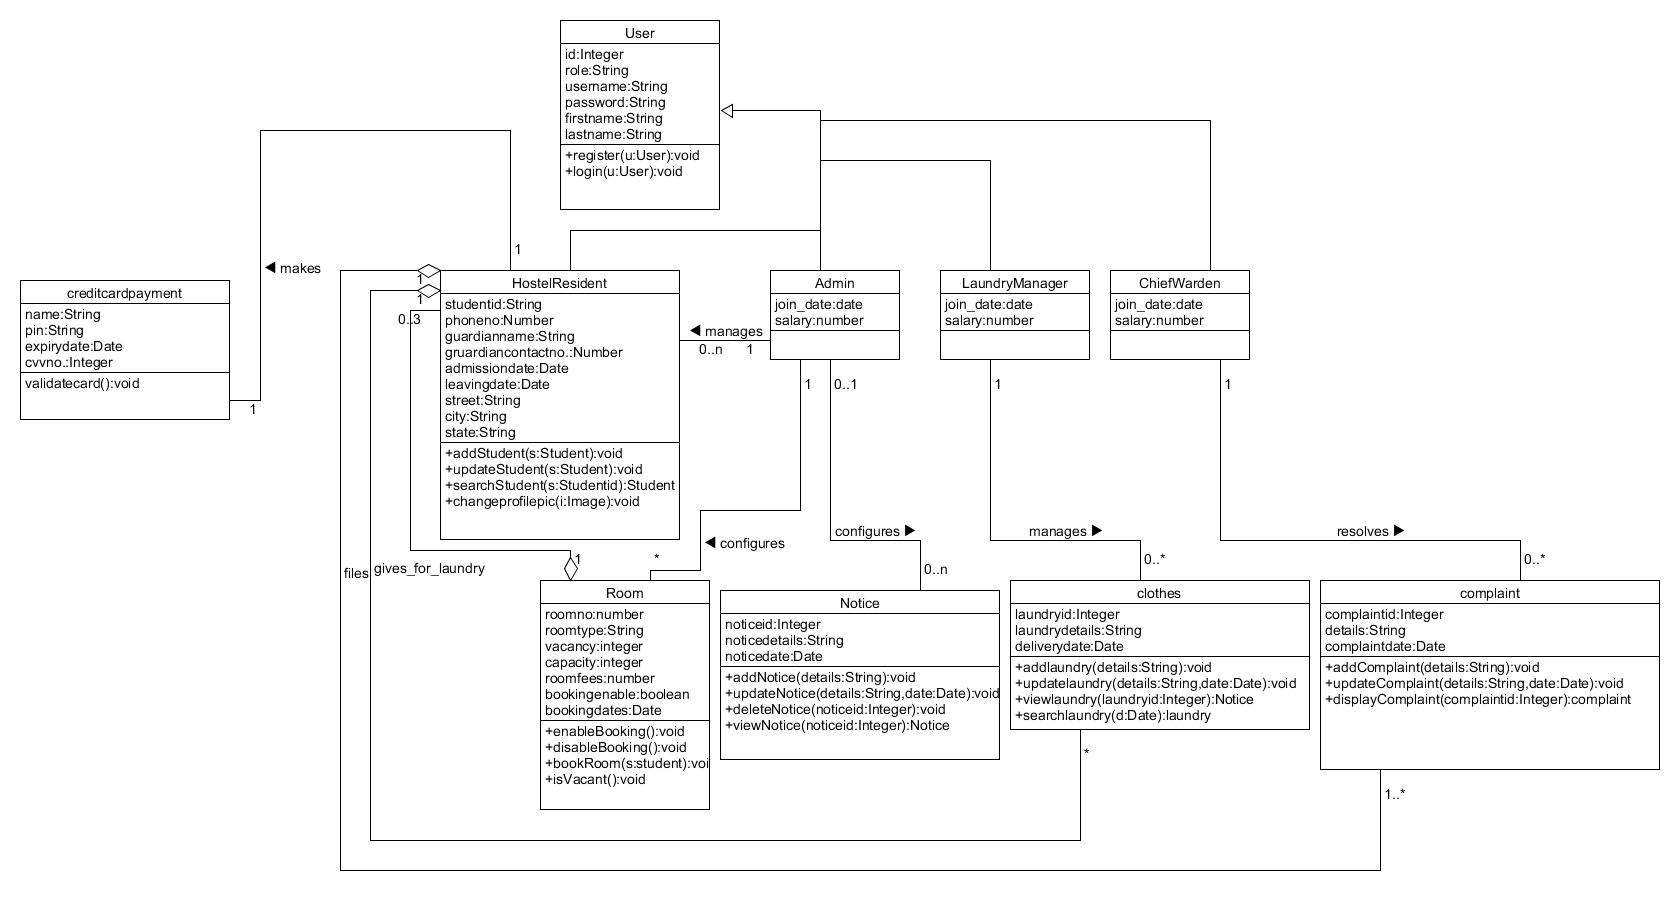 User
id:Integer
role:String
username:String
password:String
firstname:String
lastname:String
+register(u:User):void
+login(u:User):void
1
makes
creditcardpayment
name:String
pin:String
expirydate:Date
cvvno.:Integer
validatecard():void
1
1
1
0..3
HostelResident
studentid:String
phoneno:Number
guardianname:String
gruardiancontactno.:Number
admissiondate:Date
leavingdate:Date
street:String
city:String
state:String
+addStudent(s:Student):void
+updateStudent(s:Student):void
+searchStudent(s:Studentid):Student
+changeprofilepic(i:Image):void
manages
0..n
1
Admin
join_date:date
salary:number
LaundryManager
join_date:date
salary:number
ChiefWarden
join_date:date
salary:number
1
0..1
1
1
configures
manages
resolves
configures
*
1
0..n
0..*
0..*
files
gives_for_laundry
Room
roomno:number
roomtype:String
vacancy:integer
capacity:integer
roomfees:number
bookingenable:boolean
bookingdates:Date
+enableBooking():void
+disableBooking():void
+bookRoom(s:student):voi
+isVacant():void
Notice
noticeid:Integer
noticedetails:String
noticedate:Date
+addNotice(details:String):void
+updateNotice(details:String,date:Date):void
+deleteNotice(noticeid:Integer):void
+viewNotice(noticeid:Integer):Notice
clothes
laundryid:Integer
laundrydetails:String
deliverydate:Date
+addlaundry(details:String):void
+updatelaundry(details:String,date:Date):void
+viewlaundry(laundryid:Integer):Notice
+searchlaundry(d:Date):laundry
complaint
complaintid:Integer
details:String
complaintdate:Date
+addComplaint(details:String):void
+updateComplaint(details:String,date:Date):void
+displayComplaint(complaintid:Integer):complaint
*
1..*